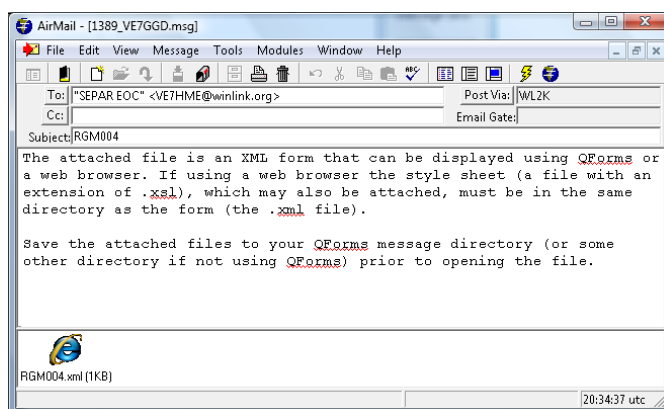 AirMail - [1389_VE7GGD.msg]
File Edit View Message Tools Modules Window Help
ABC
To: "SEPAR EOC" <VE7HME@winlink.org> Post Via: WL2K
Cc: Email Gate:
Subject: RGM004
The attached file is an XML form that can be displayed using QForms or
a web browser. If using a web browser the style sheet (a file with an
extension of .xsl), which may also be attached, must be in the same
directory as the form (the .xml file).
Save the attached files to your QForms message directory (or some
other directory if not using QForms) prior to opening the file.
RGM004.xml (1KB)
20:34:37 utc